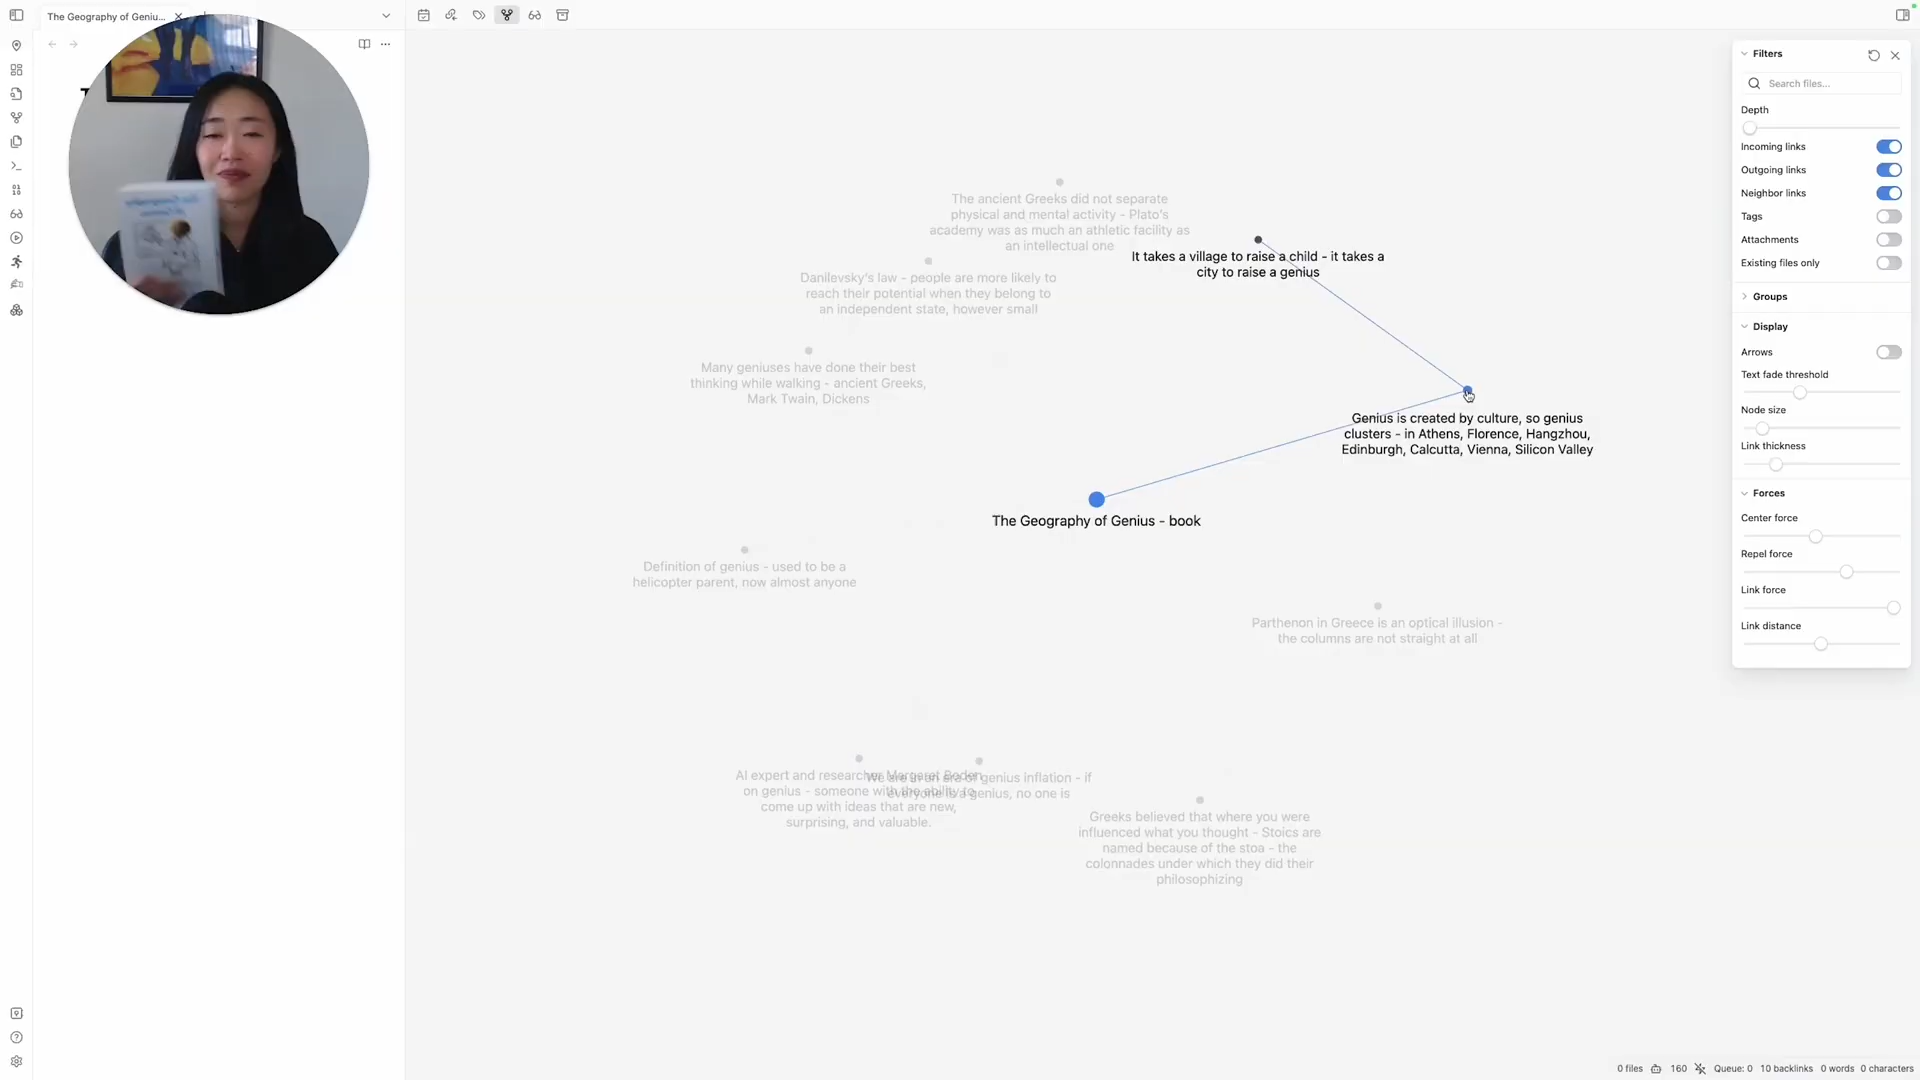 The Geography of Geniu...
The ancient Greeks did not separate
physical and mental activity - Plato's
academy was as much an athletic facility as
an intellectual one
It takes a village to raise a child - it takes a
city to raise a genius
Danilevsky's law - people are more likely to
reach their potential when they belong to
an independent state, however small
Many geniuses have done their best
thinking while walking - ancient Greeks,
Mark Twain, Dickens
Genius is created by culture, so genius
clusters - in Athens, Florence, Hangzhou,
Edinburgh, Calcutta, Vienna, Silicon Valley
The Geography of Genius - book
Definition of genius - used to be a
helicopter parent, now almost anyone
Parthenon in Greece is an optical illusion -
the columns are not straight at all
AI expert and researcher Margaret Boden
on genius - someone with the ability to
come up with ideas that are new,
surprising, and valuable.
We are in an era of genius inflation - if
everyone is a genius, no one is
Greeks believed that where you were
influenced what you thought - Stoics are
named because of the stoa - the
colonnades under which they did their
philosophizing
Filters
Search files...
Depth
Incoming links
Outgoing links
Neighbor links
Tags
Attachments
Existing files only
Groups
Display
Arrows
Text fade threshold
Node size
Link thickness
Forces
Center force
Repel force
Link force
Link distance
0 files 160 Queue: 0 10 backlinks 0 words 0 characters